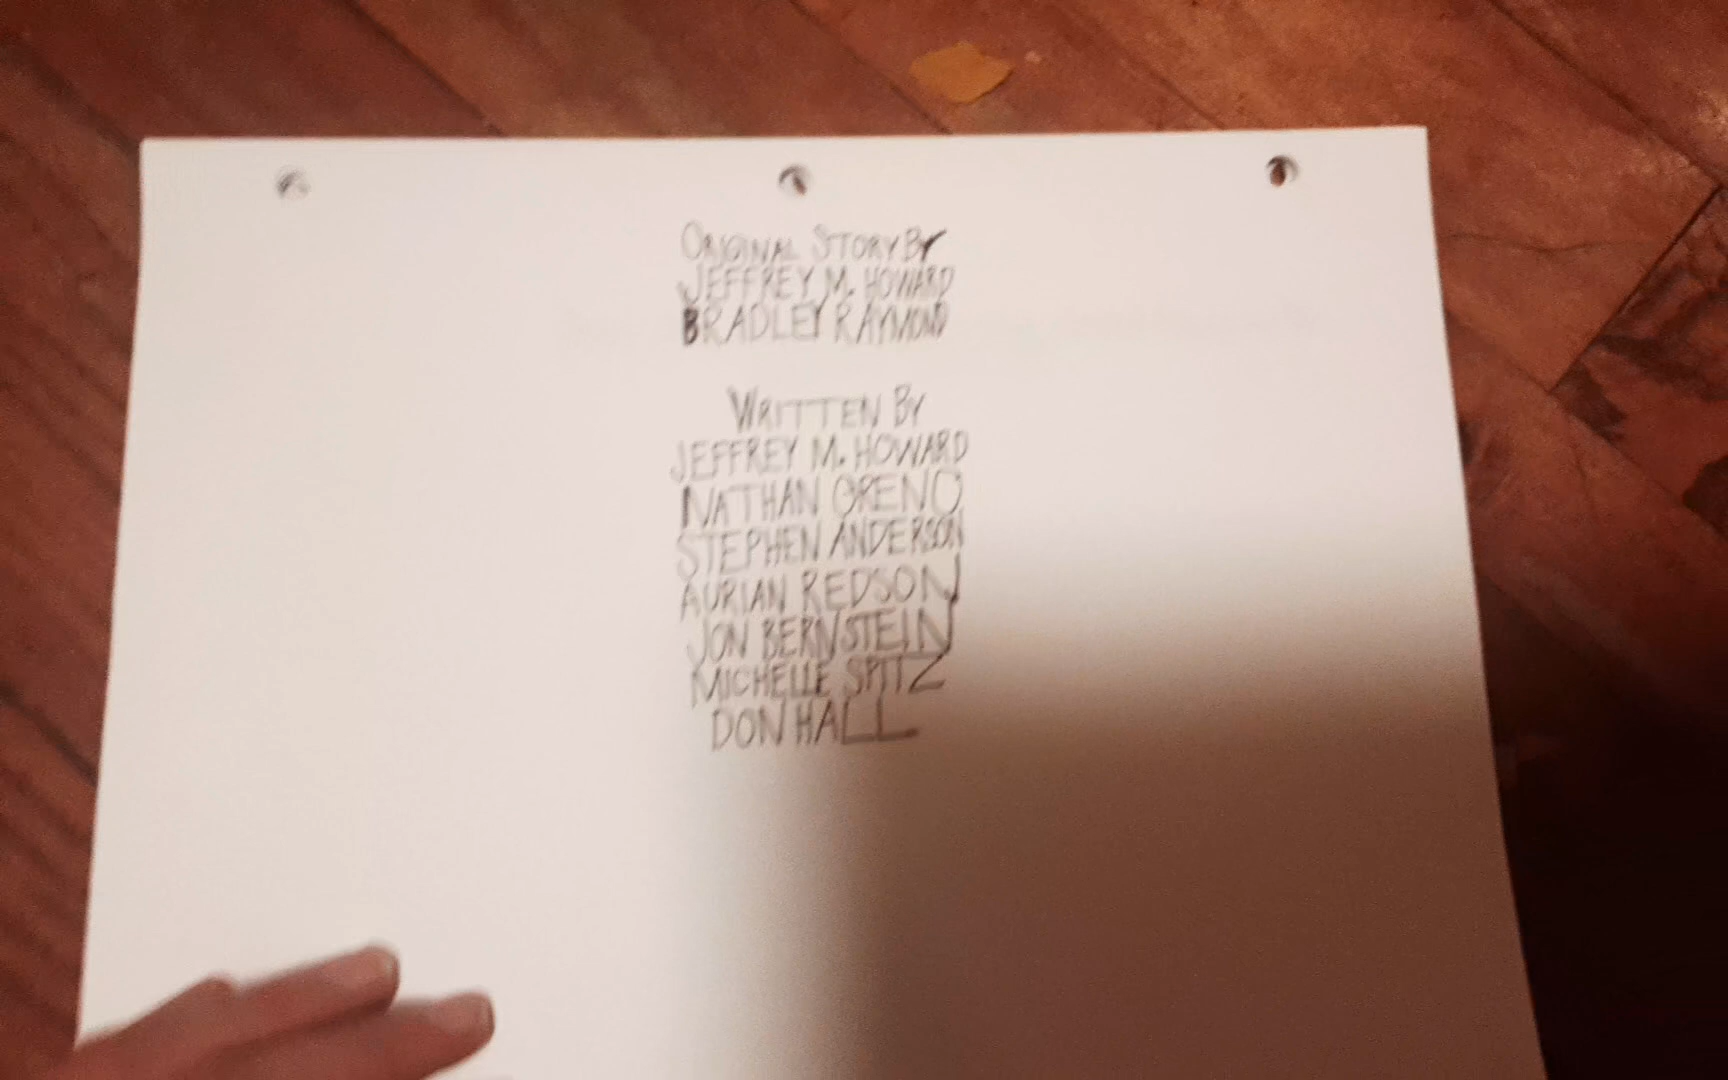 ORIGINAL STORY BY
JEFFREY M. HOWARD
BRADLEY RAYMOND
WRITTEN BY
JEFFREY M. HOWARD
NATHAN GRENO
STEPHEN ANDERSON
AURIAN REDSON
JON BERNSTEIN
MICHELLE SPITZ
DON HALL